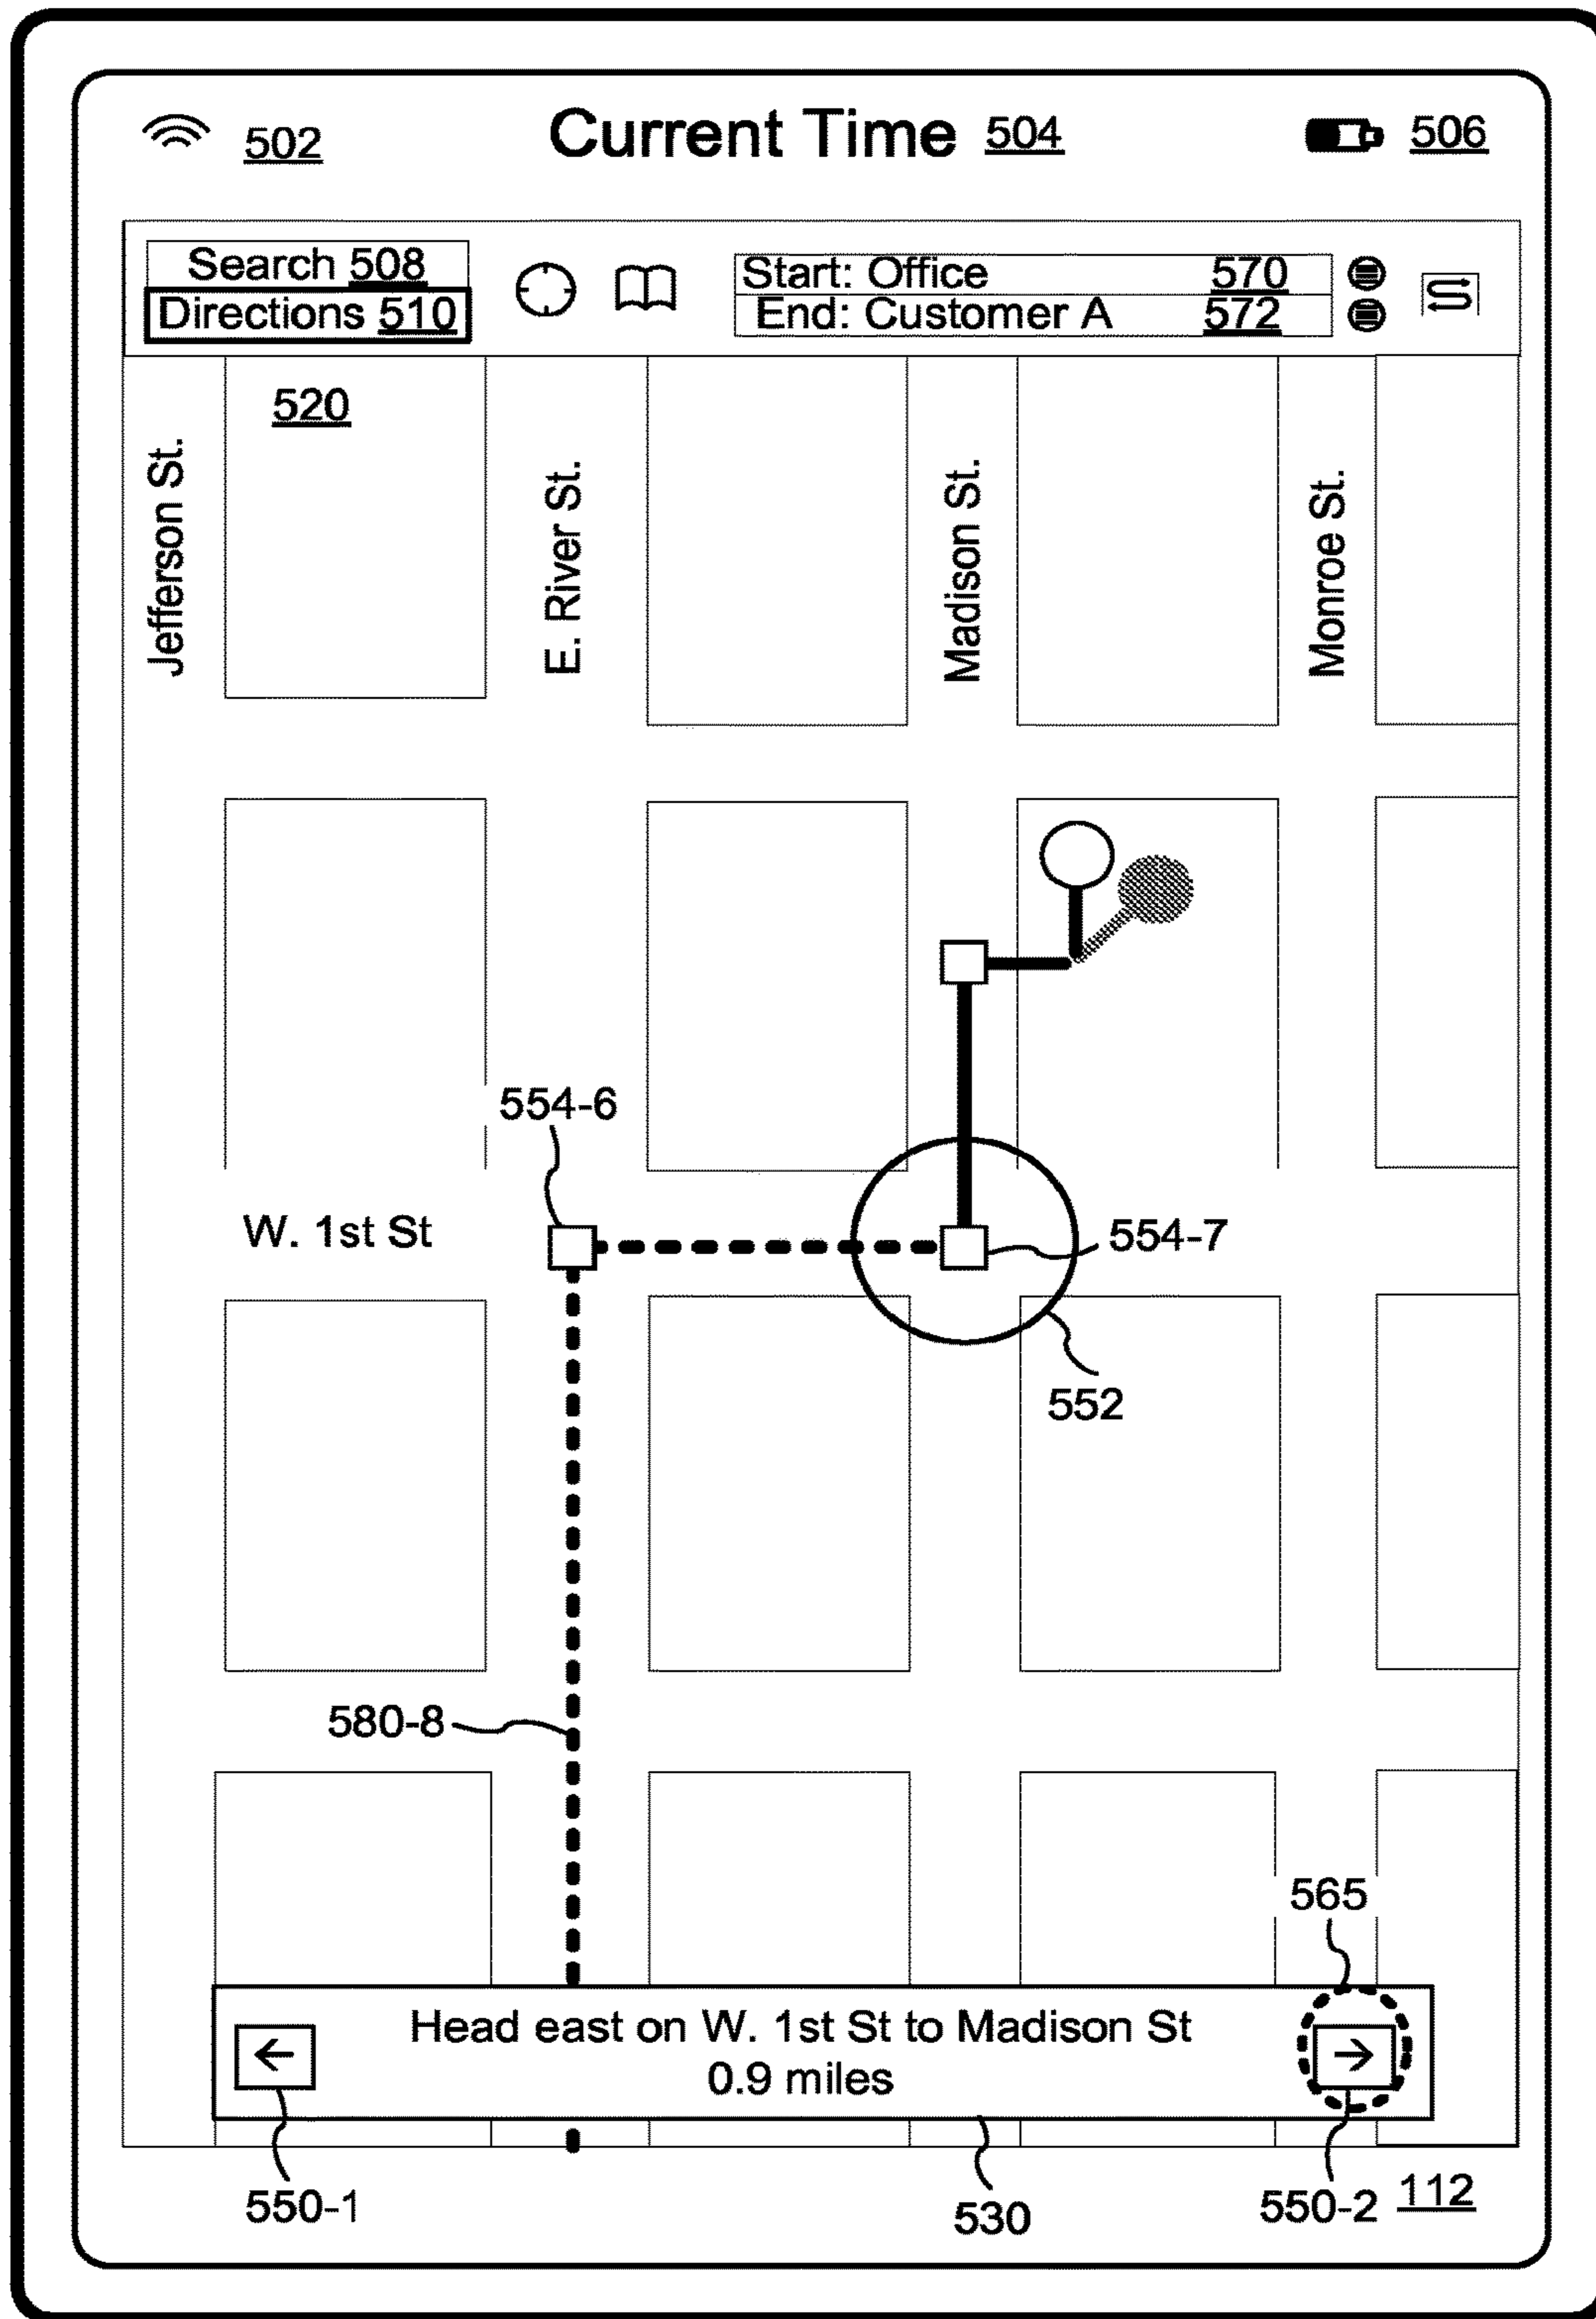 502
Current Time 504
506
Search 508
Directions 510
Start: Office 570
End: Customer A 572
520
Jefferson St.
E. River St.
Madison St.
Monroe St.
554-6
W. 1st St
554-7
552
580-8
565
Head east on W. 1st St to Madison St
0.9 miles
550-1
530
550-2
112